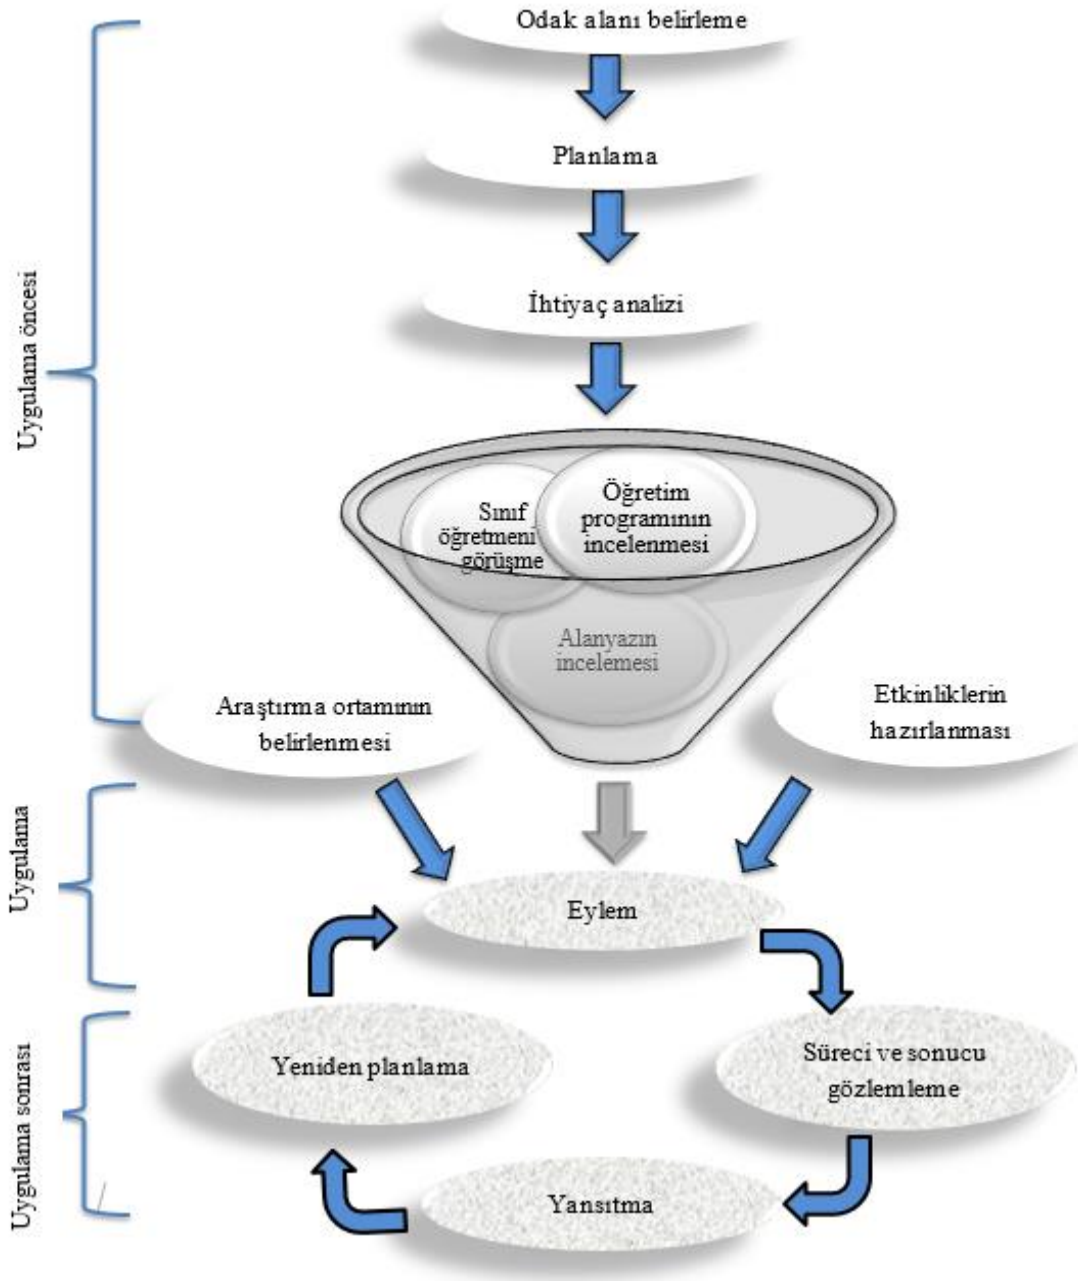 Odak alanı belirleme
Planlama
İhtiyaç analizi
Uygulama öncesi
Sınıf
öğretmeni
görüşme
Öğretim
programının
incelenmesi
Alanyazın
incelemesi
Araştırma ortamının
belirlenmesi
Etkinliklerin
hazırlanması
Uygulama
Eylem
Yeniden planlama
Süreci ve sonucu
gözlemleme
Uygulama sonrası
Yansıtma